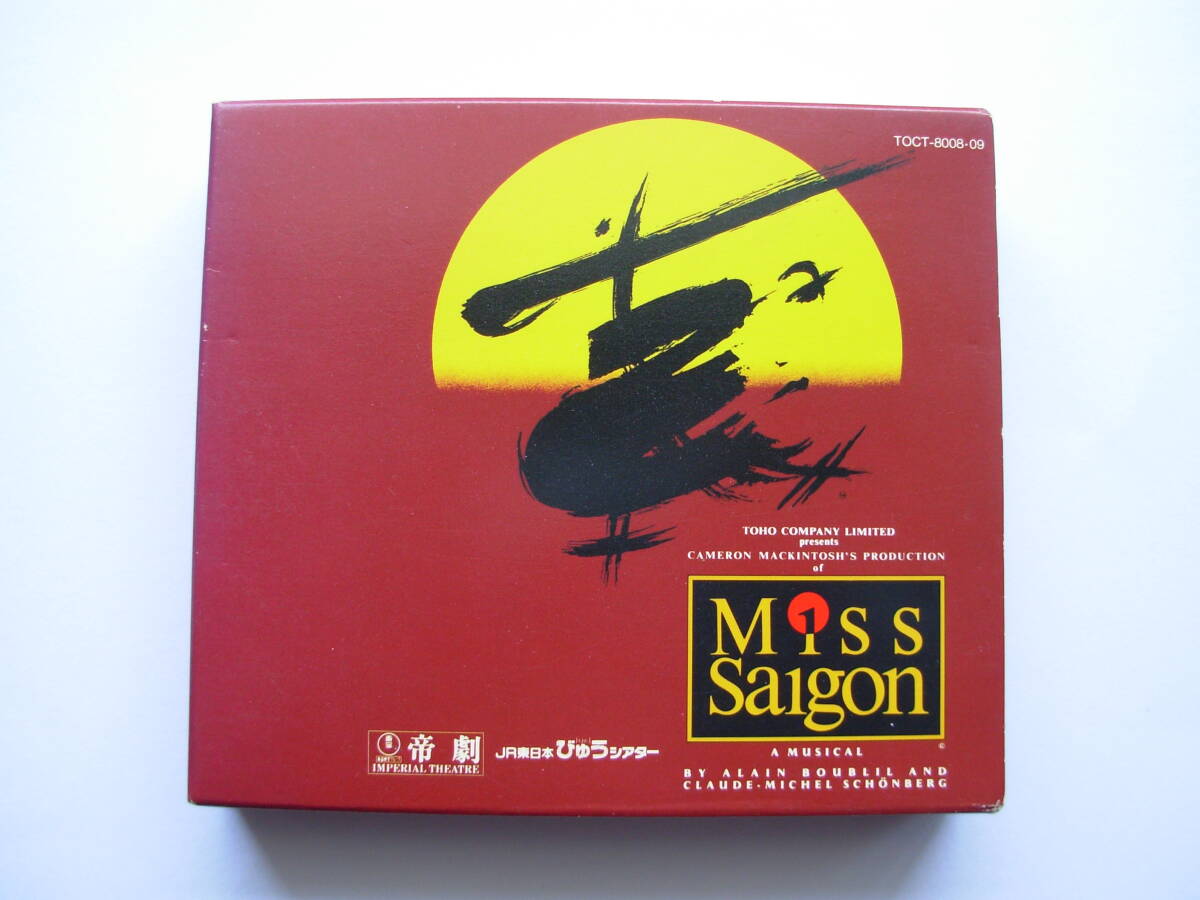 TOCT-8008·09
TOHO COMPANY LIMITED
presents
CAMERON MACKINTOSH'S PRODUCTION
of
Miss
Saigon
©
A MUSICAL
BY ALAIN BOUBLIL AND
CLAUDE-MICHEL SCHÖNBERG
帝劇
IMPERIAL THEATRE
JR東日本びゅうシアター